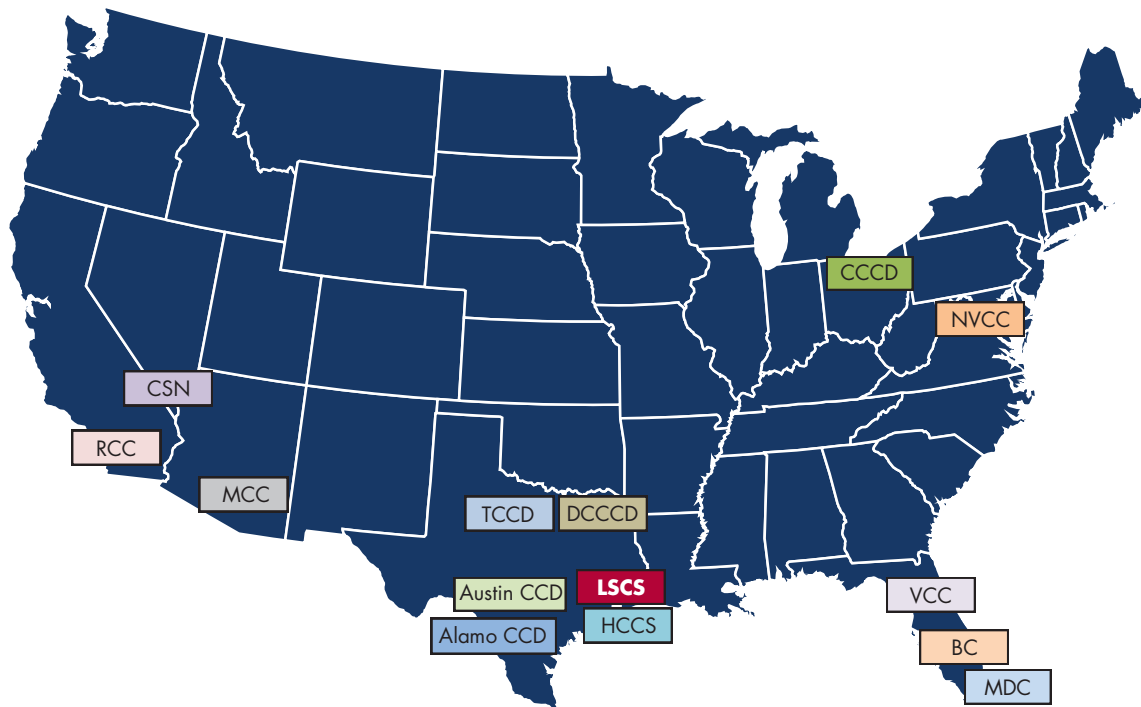 CCCD
NVCC
CSN
RCC
MCC
TCCD
DCCCD
LSCS
Austin CCD
VCC
HCCS
Alamo CCD
BC
MDC